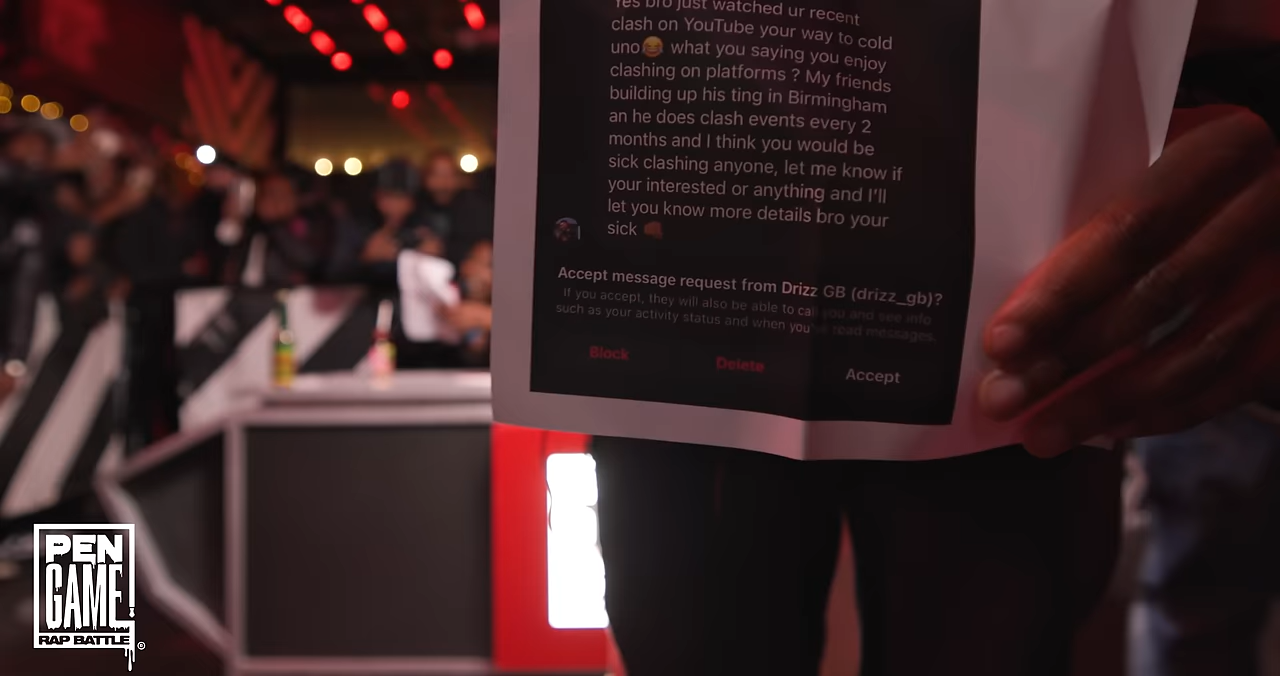 Yes bro just watched ur recent
clash on YouTube your way to cold
uno😂 what you saying you enjoy
clashing on platforms ? My friends
building up his ting in Birmingham
an he does clash events every 2
months and I think you would be
sick clashing anyone, let me know if
your interested or anything and I'll
let you know more details bro your
sick 👊🏾
Accept message request from Drizz GB (drizz_gb)?
If you accept, they will also be able to call you and see info
such as your activity status and when you've read messages.
Block
Delete
Accept
PEN
GAME
RAP BATTLE